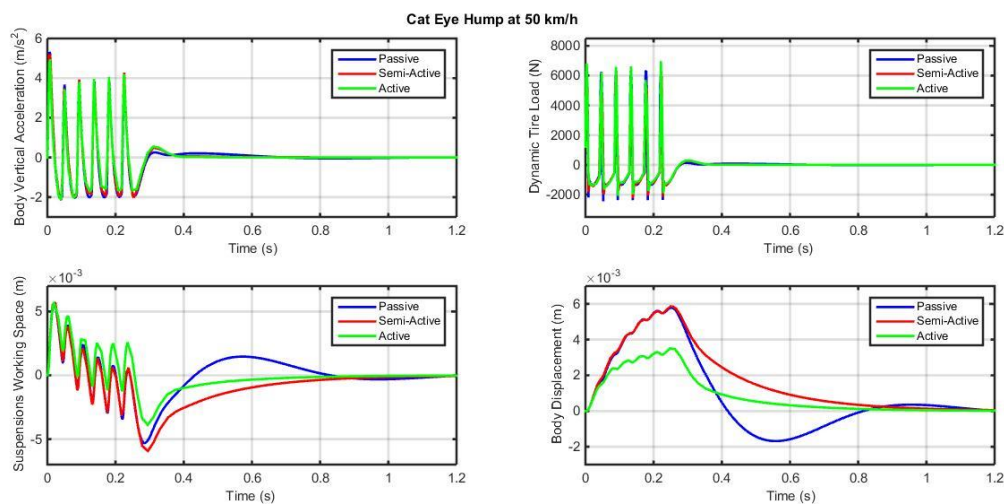 Cat Eye Hump at 50 km/h
Body Vertical Acceleration (m/s²)
6
4
2
0
-2
0 0.2 0.4 0.6 0.8 1 1.2
Time (s)
Passive
Semi-Active
Active
Dynamic Tire Load (N)
8000
6000
4000
2000
0
-2000
0 0.2 0.4 0.6 0.8 1 1.2
Time (s)
Passive
Semi-Active
Active
Suspensions Working Space (m)
×10⁻³
5
0
-5
0 0.2 0.4 0.6 0.8 1 1.2
Time (s)
Passive
Semi-Active
Active
Body Displacement (m)
×10⁻³
6
4
2
0
-2
0 0.2 0.4 0.6 0.8 1 1.2
Time (s)
Passive
Semi-Active
Active